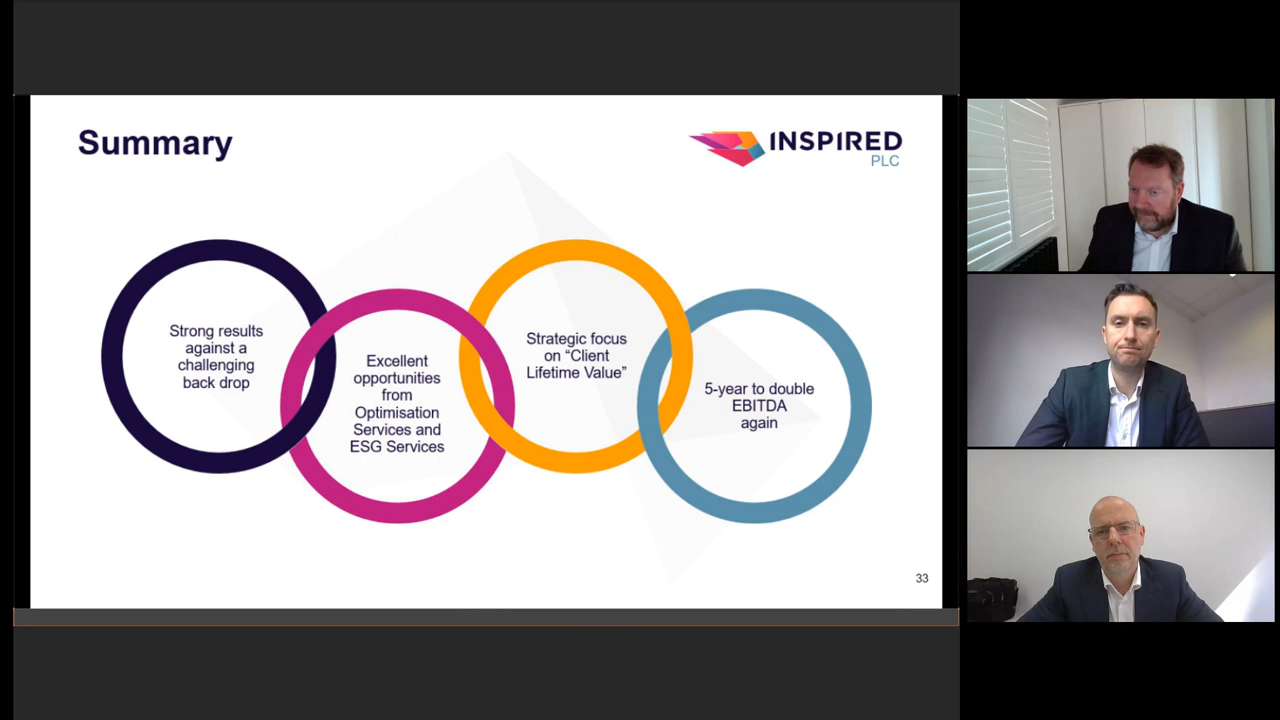 Summary
INSPIRED
PLC
Strong results
against a
challenging
back drop
Excellent
opportunities
from
Optimisation
Services and
ESG Services
Strategic focus
on “Client
Lifetime Value”
5-year to double
EBITDA
again
33